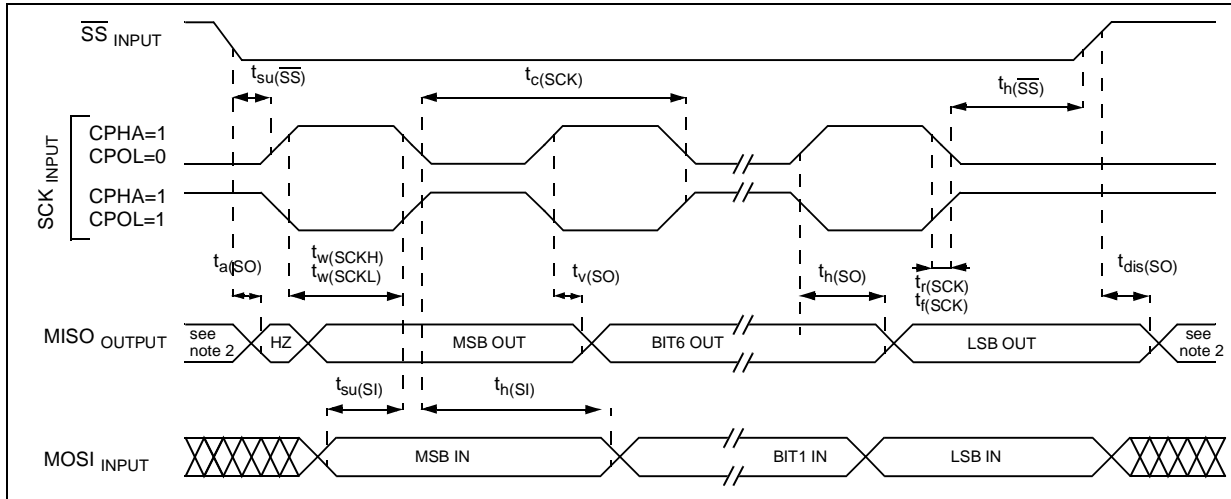 SS INPUT
tsu(SS)
tc(SCK)
th(SS)
SCK INPUT
CPHA=1
CPOL=0
CPHA=1
CPOL=1
ta(SO)
tw(SCKH)
tw(SCKL)
tv(SO)
th(SO)
tr(SCK)
tf(SCK)
tdis(SO)
MISO OUTPUT
see
note 2
HZ
MSB OUT
BIT6 OUT
LSB OUT
see
note 2
tsu(SI)
th(SI)
MOSI INPUT
MSB IN
BIT1 IN
LSB IN